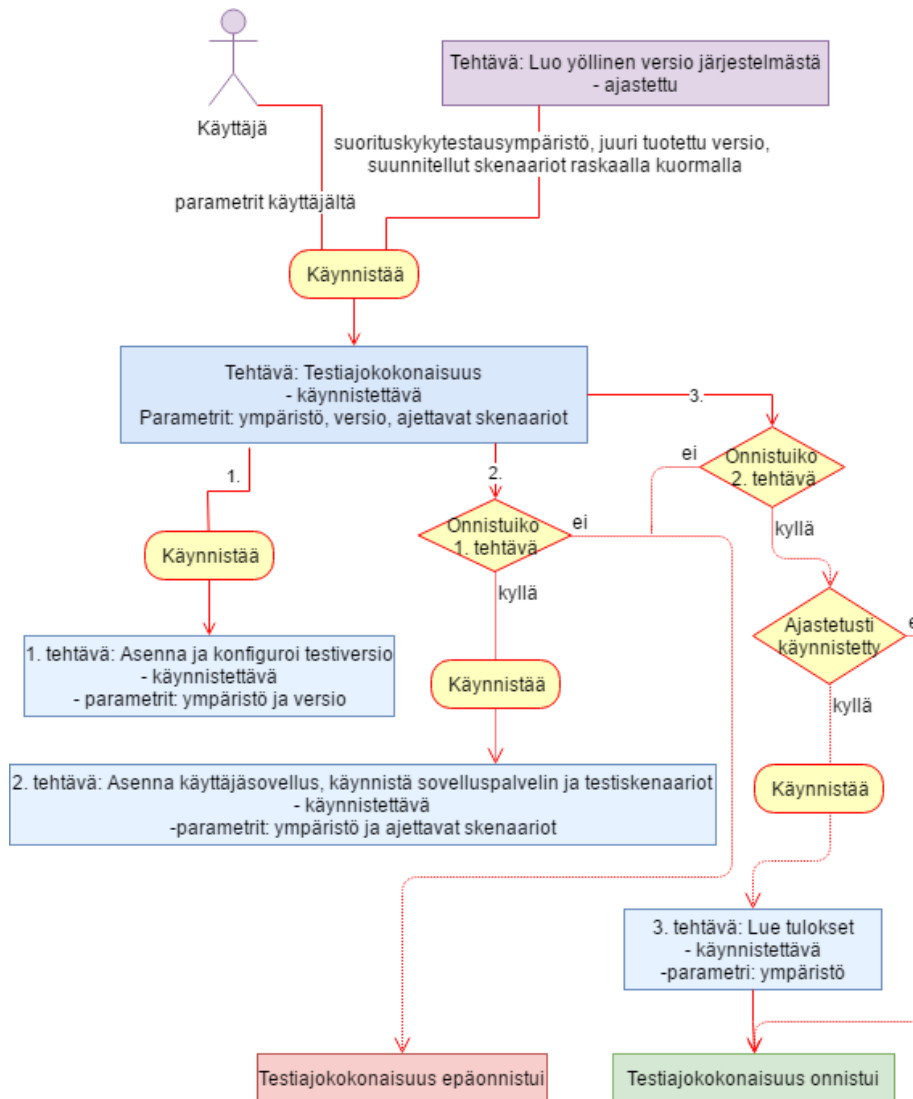 Tehtävä: Luo yöllinen versio järjestelmästä
- ajastettu
Käyttäjä
suorituskykytestausympäristö, juuri tuotettu versio,
suunnitellut skenaariot raskaalla kuormalla
parametrit käyttäjältä
Käynnistää
Tehtävä: Testiajokokonaisuus
- käynnistettävä
Parametrit: ympäristö, versio, ajettavat skenaariot
3.
1.
2.
ei
Onnistuiko
2. tehtävä
Onnistuiko
1. tehtävä
ei
kyllä
Käynnistää
kyllä
Ajastetusti
käynnistetty
e
1. tehtävä: Asenna ja konfiguroi testiversio
- käynnistettävä
- parametrit: ympäristö ja versio
Käynnistää
kyllä
2. tehtävä: Asenna käyttäjäsovellus, käynnistä sovelluspalvelin ja testiskenaariot
- käynnistettävä
-parametrit: ympäristö ja ajettavat skenaariot
Käynnistää
3. tehtävä: Lue tulokset
- käynnistettävä
-parametri: ympäristö
Testiajokokonaisuus epäonnistui
Testiajokokonaisuus onnistui